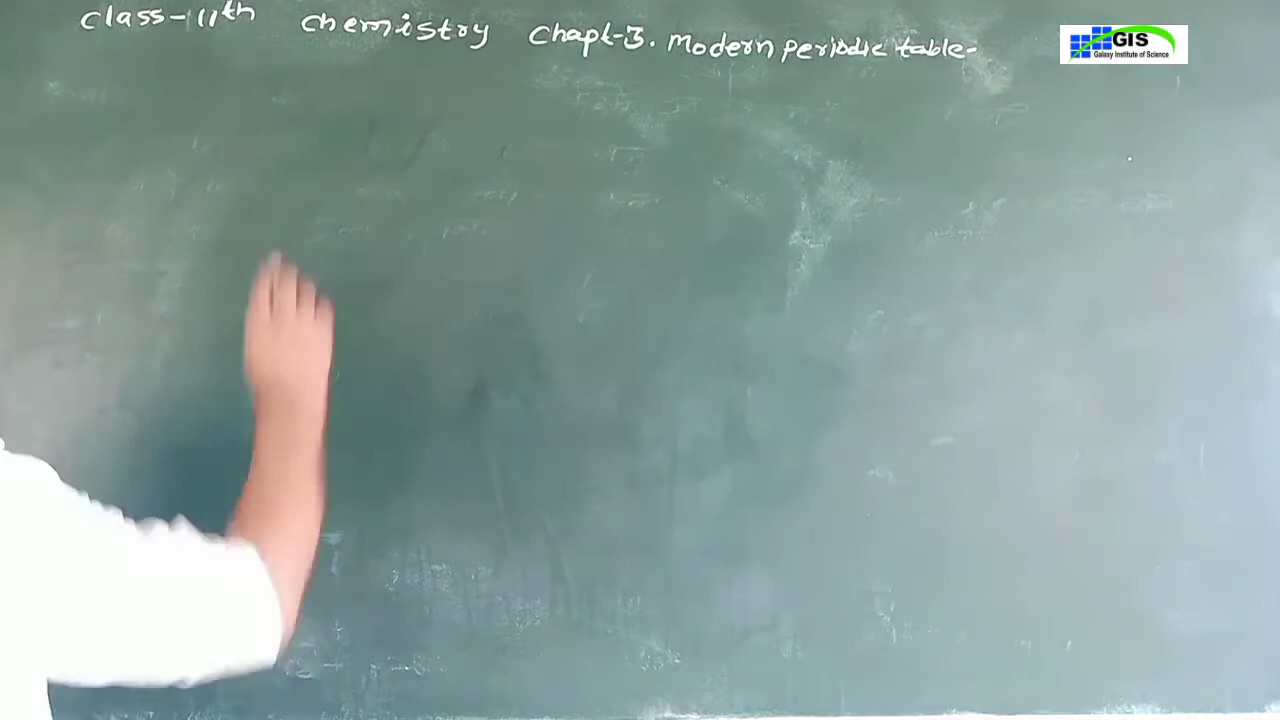 Class-11th Chemistry Chapt-3. Modern periodic table-
GIS
Galaxy Institute of Science